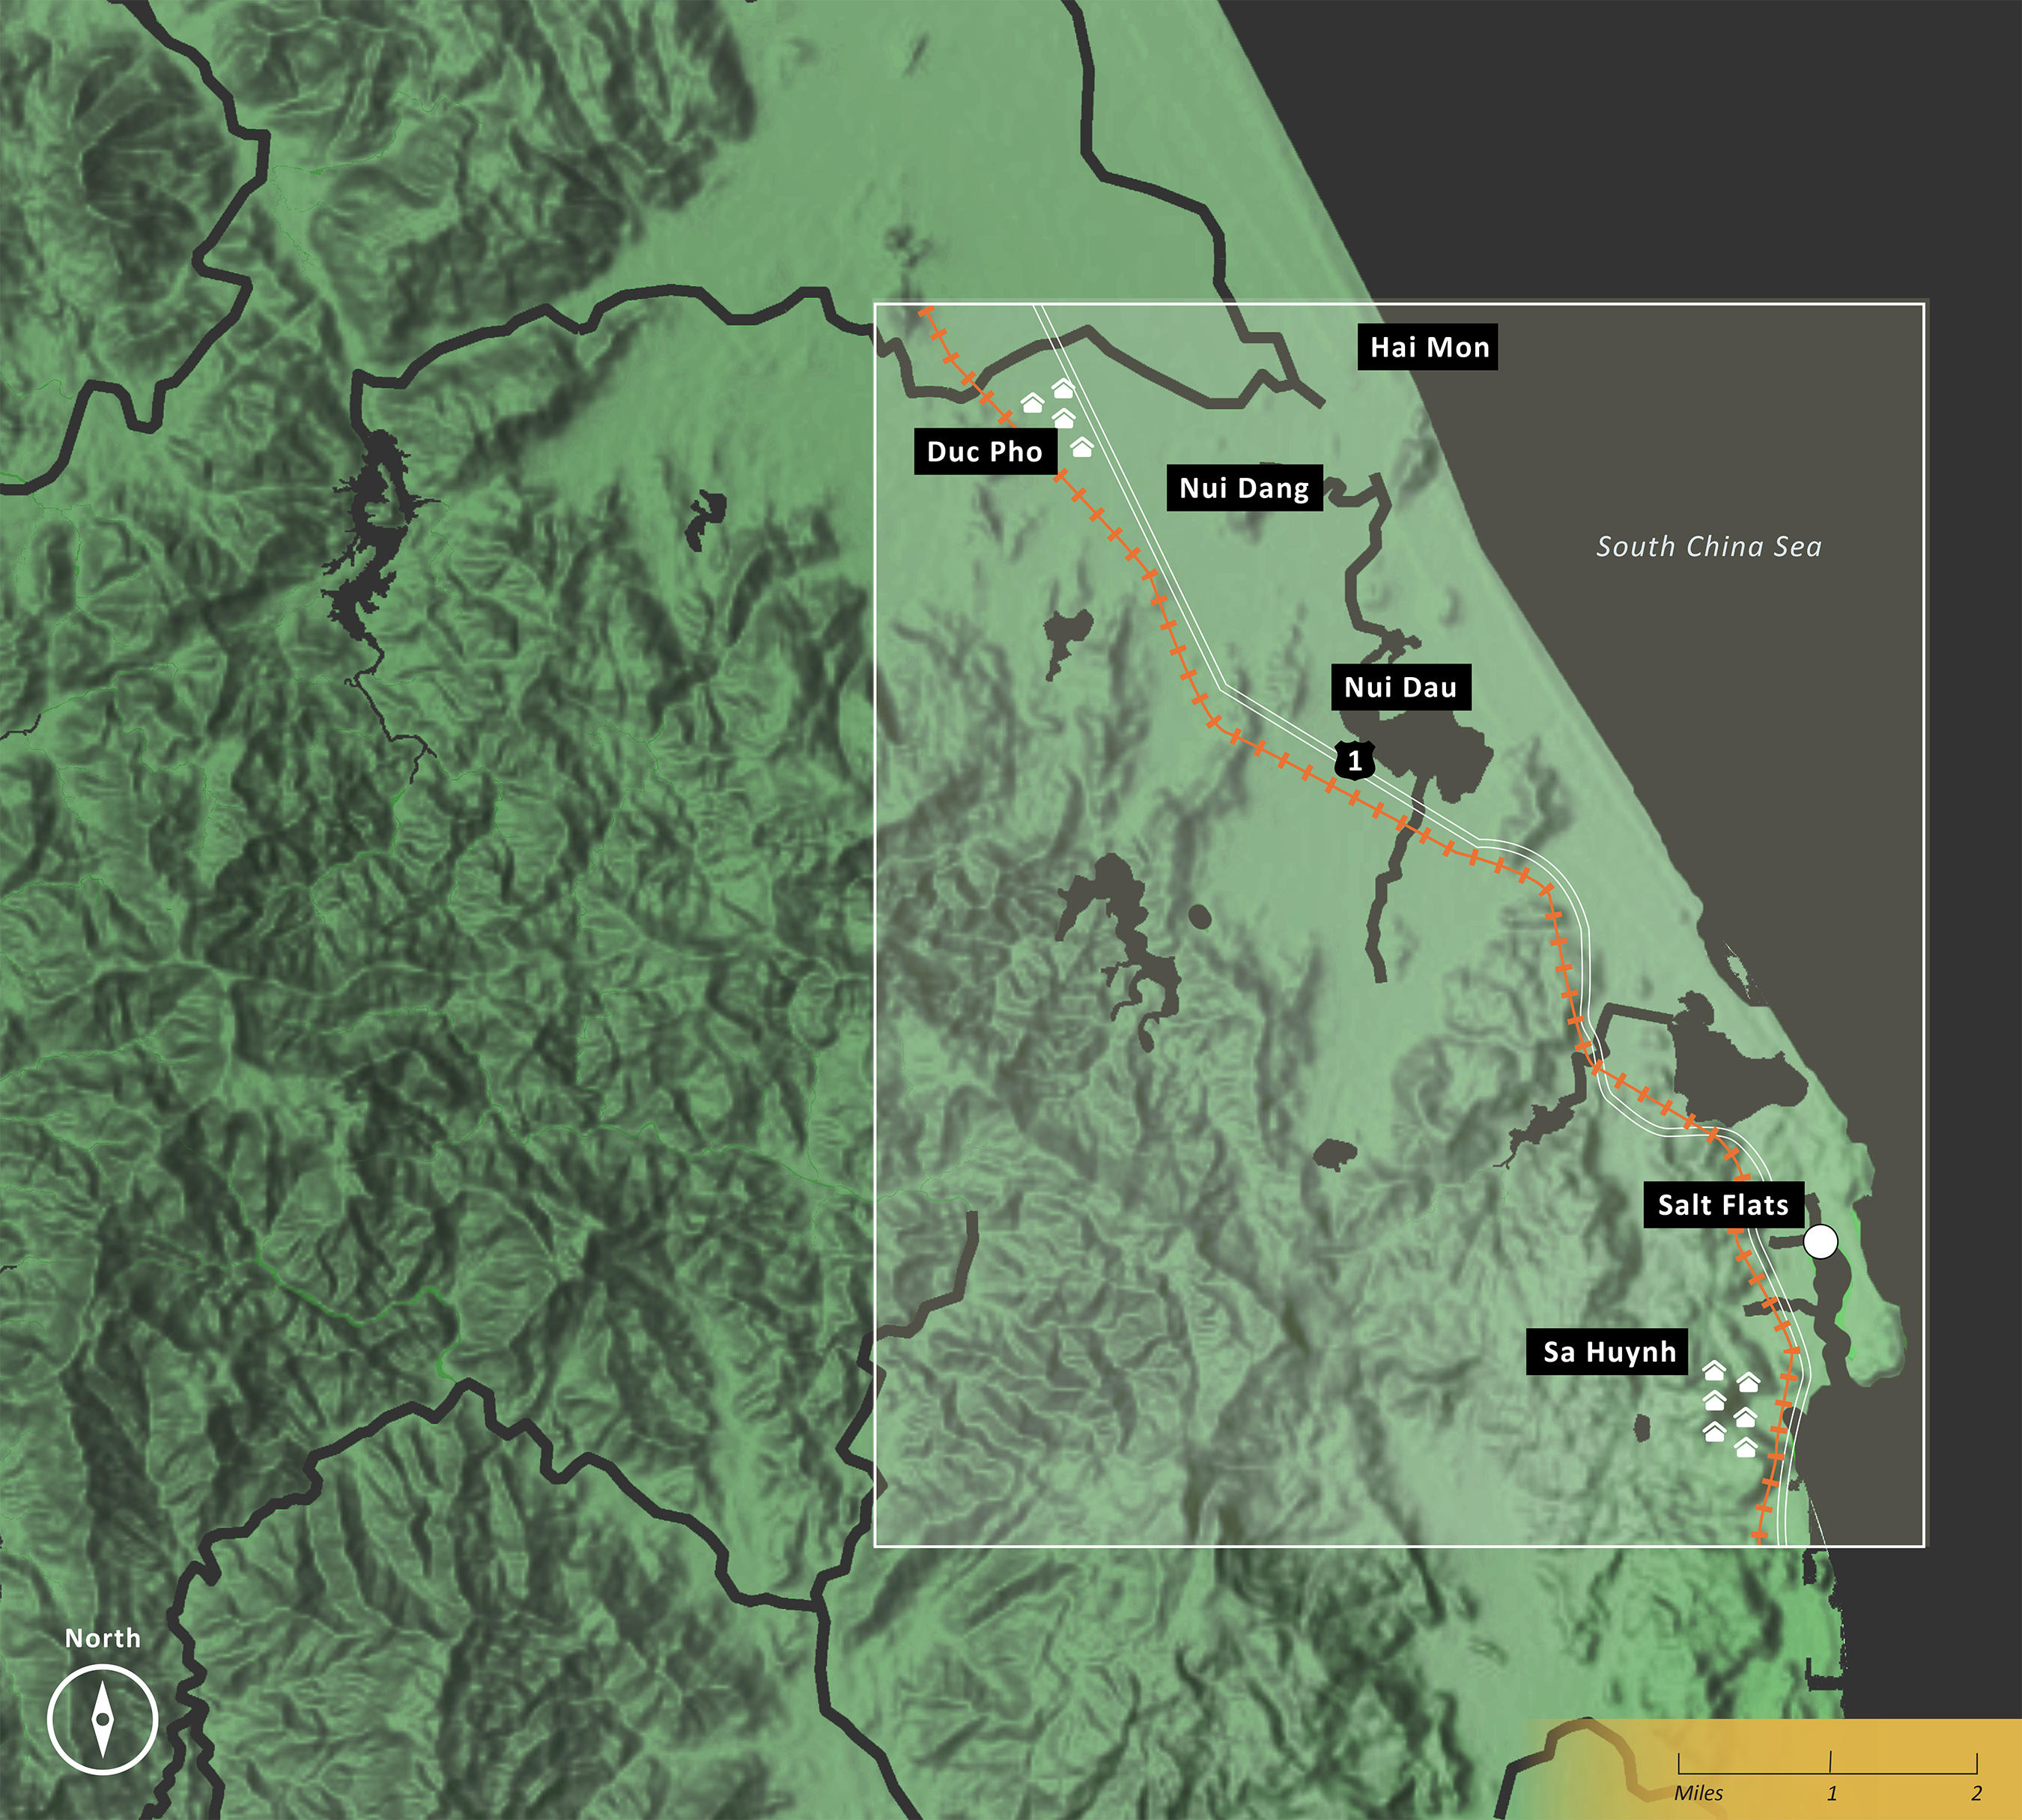 Hai Mon
Duc Pho
Nui Dang
South China Sea
Nui Dau
1
Salt Flats
Sa Huynh
North
Miles 1 2